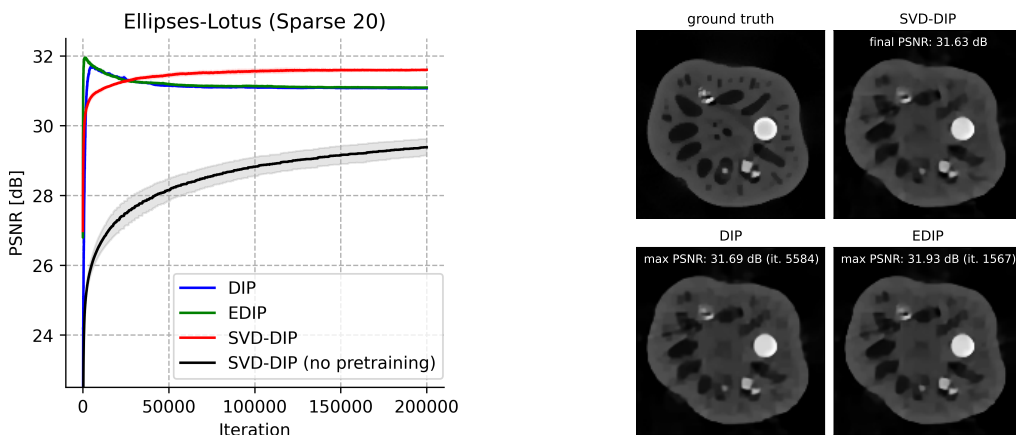 Ellipses-Lotus (Sparse 20)
PSNR [dB]
32
30
28
26
24
0
50000
100000
150000
200000
Iteration
DIP
EDIP
SVD-DIP
SVD-DIP (no pretraining)
ground truth
SVD-DIP
final PSNR: 31.63 dB
DIP
EDIP
max PSNR: 31.69 dB (it. 5584)
max PSNR: 31.93 dB (it. 1567)